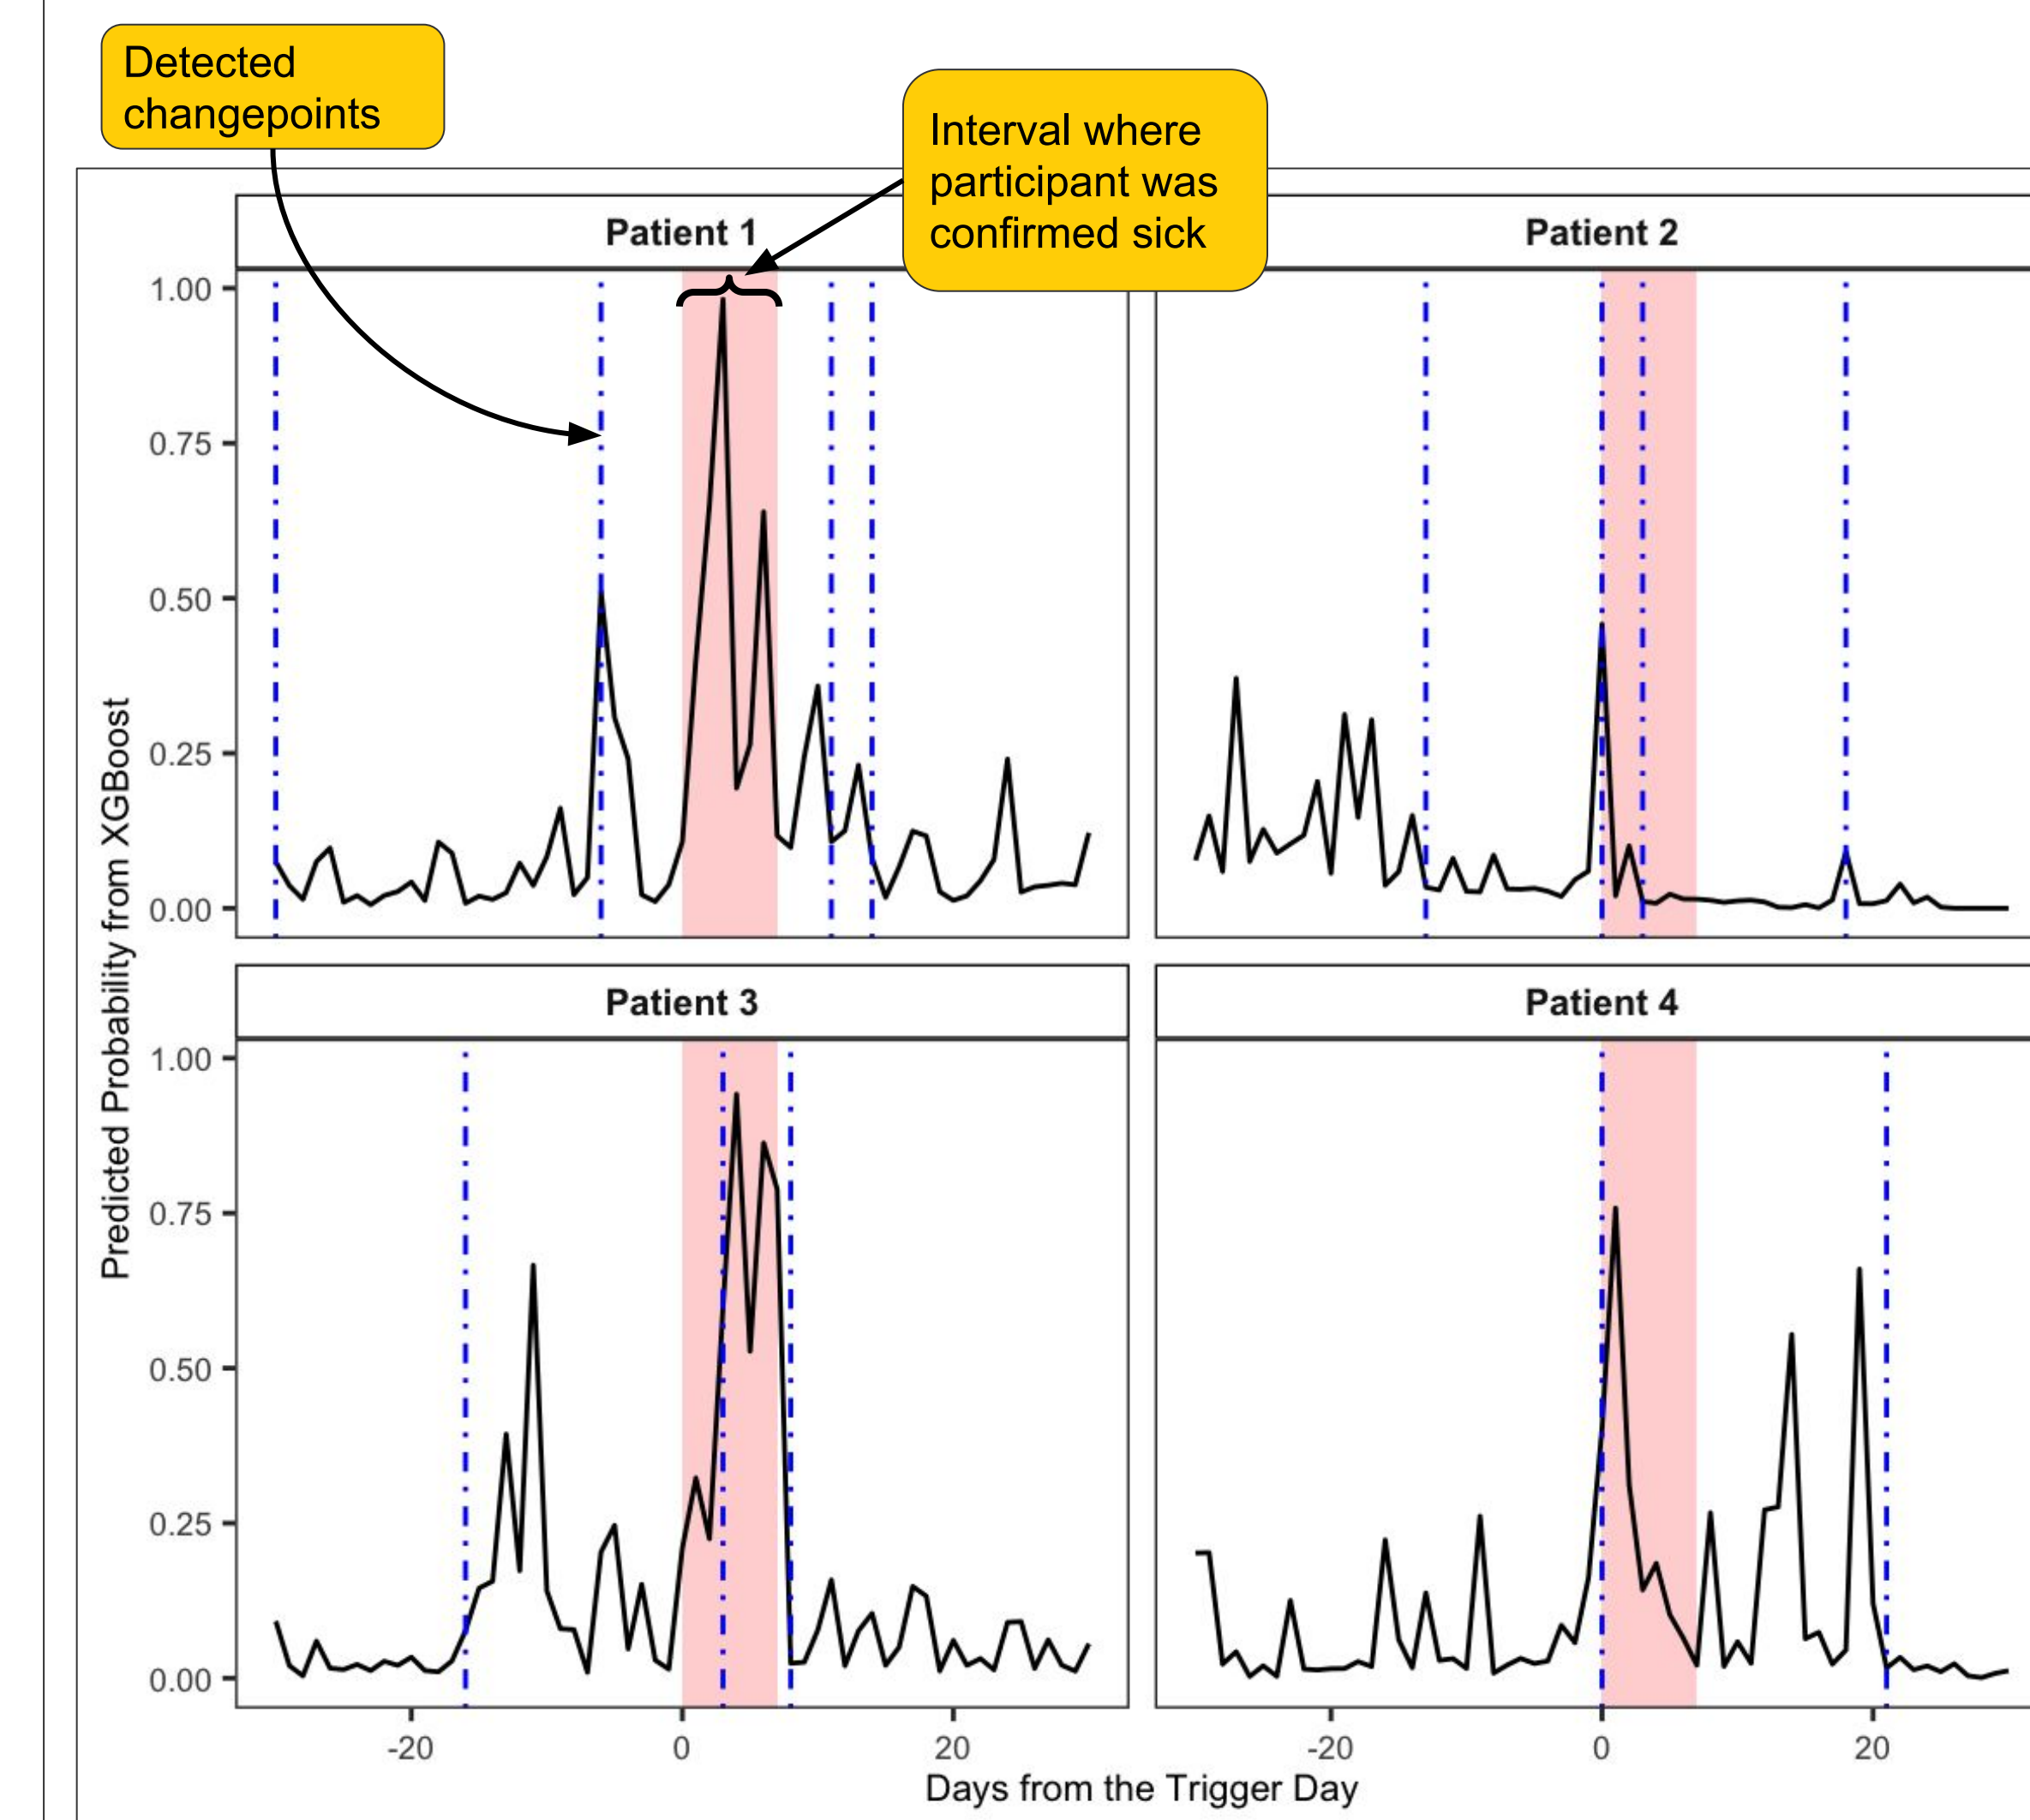 Detected
changepoints
Interval where
participant was
confirmed sick
Patient 1
Patient 2
1.00
0.75
0.50
0.25
0.00
Predicted Probability from XGBoost
Patient 3
Patient 4
1.00
0.75
0.50
0.25
0.00
-20 0 20 -20 0 20
Days from the Trigger Day